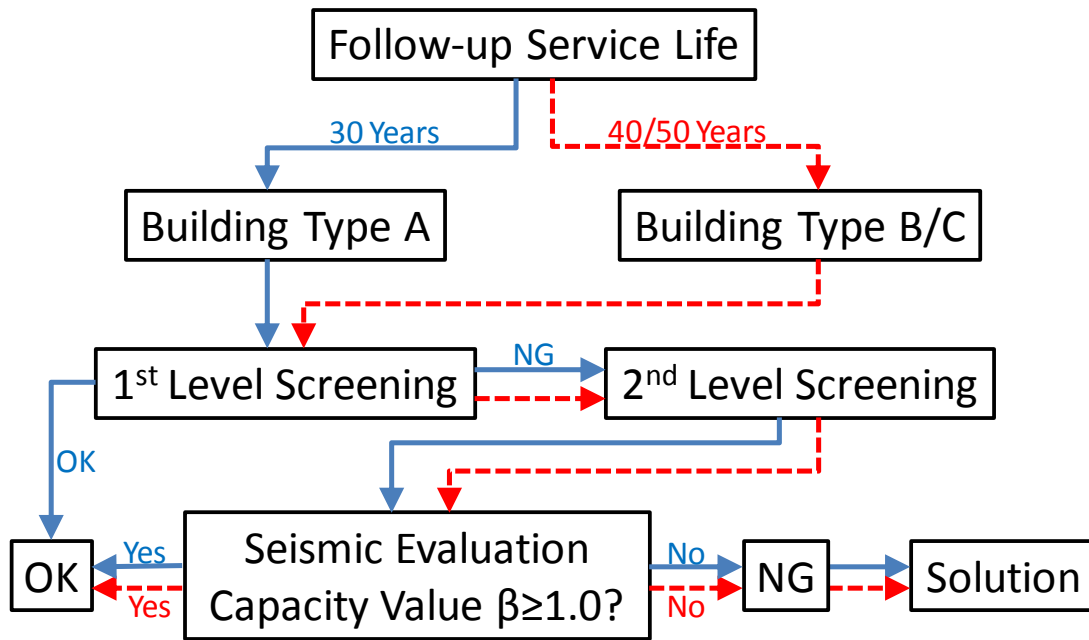 Follow-up Service Life
30 Years
40/50 Years
Building Type A
Building Type B/C
1st Level Screening
NG
2nd Level Screening
OK
Seismic Evaluation
Capacity Value β≥1.0?
OK
Yes
Yes
No
No
NG
Solution